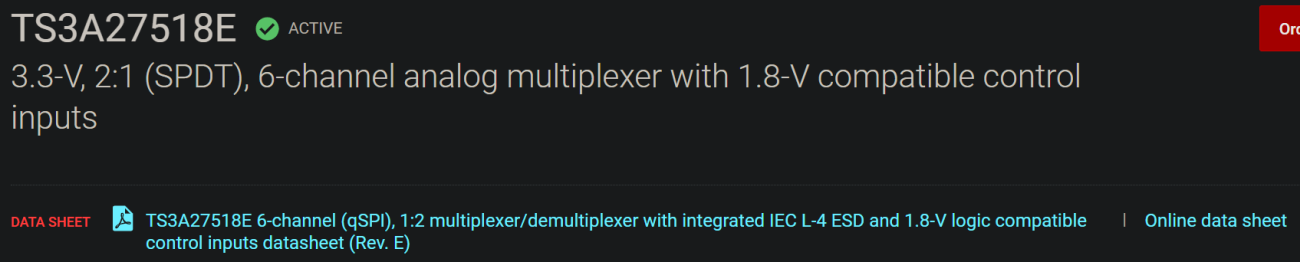 TS3A27518E ACTIVE
3.3-V, 2:1 (SPDT), 6-channel analog multiplexer with 1.8-V compatible control
inputs
DATA SHEET TS3A27518E 6-channel (qSPI), 1:2 multiplexer/demultiplexer with integrated IEC L-4 ESD and 1.8-V logic compatible | Online data sheet
control inputs datasheet (Rev. E)